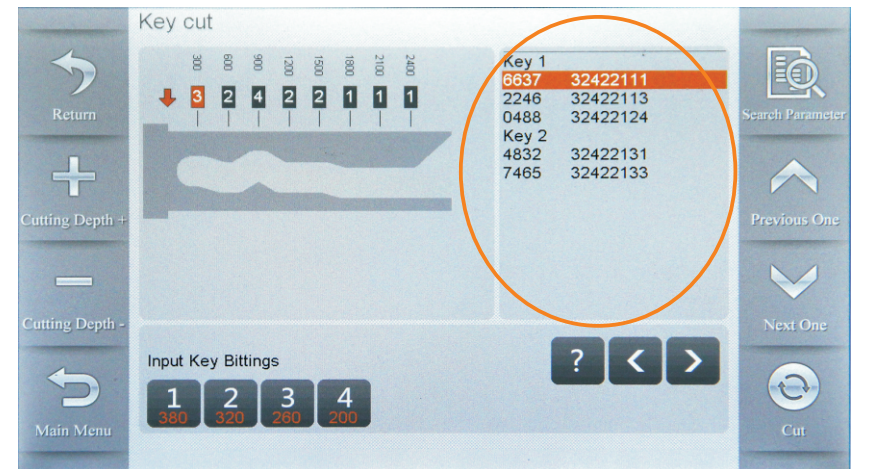 Key cut
Return
Cutting Depth +
Cutting Depth -
Main Menu
300 600 900 1200 1500 1800 2100 2400
3 2 4 2 2 1 1 1
Key 1
6637 32422111
2246 32422113
0488 32422124
Key 2
4832 32422131
7465 32422133
Input Key Bittings
1 2 3 4
380 320 260 200
? < >
Search Parameter
Previous One
Next One
Cut